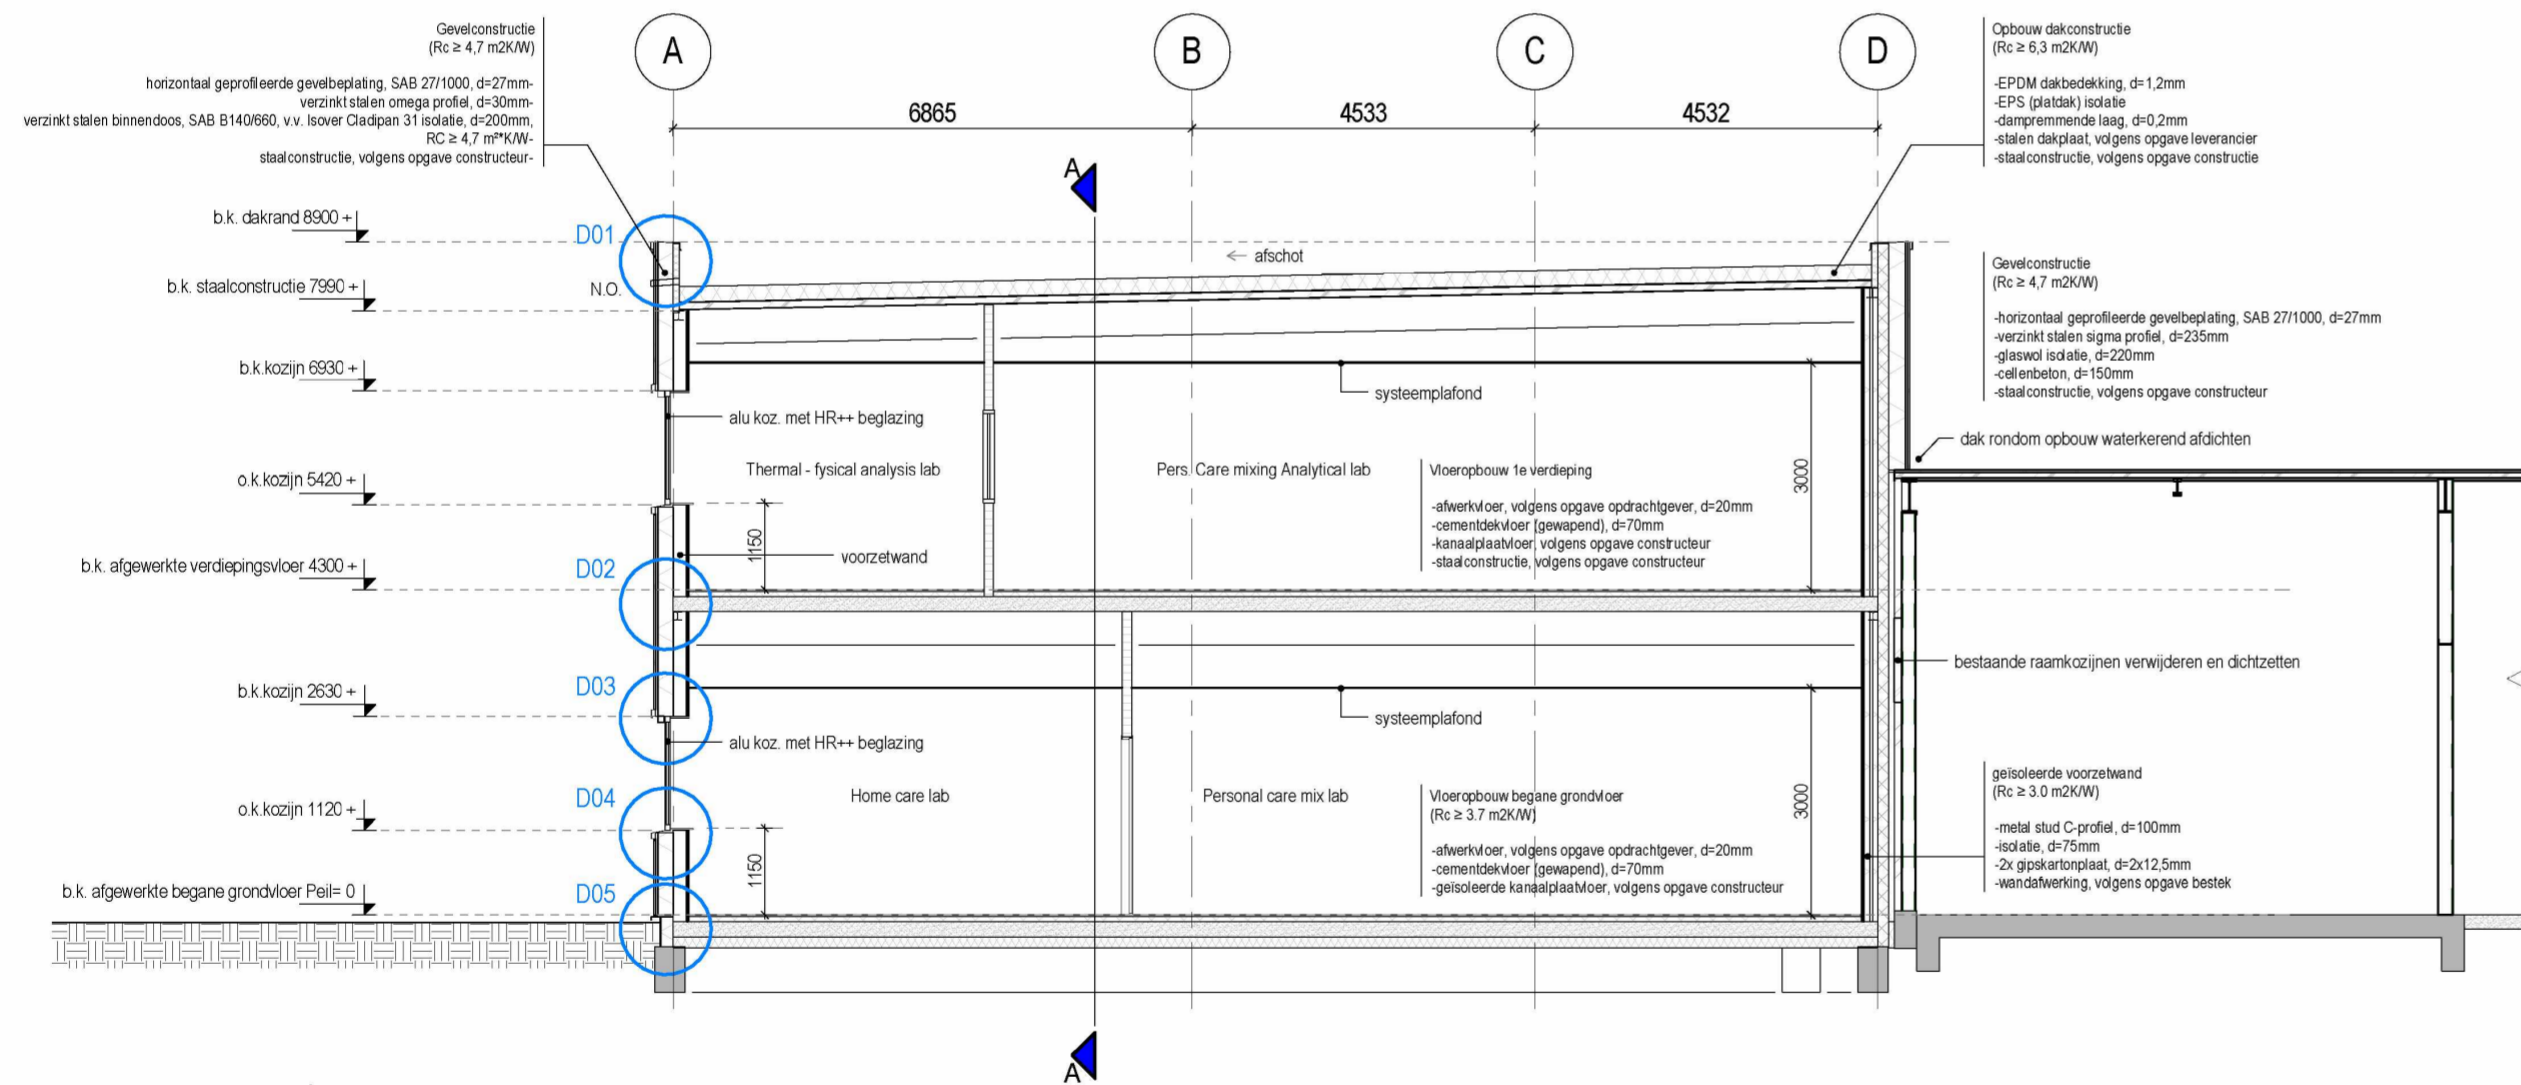 Gevelconstructie
(Rc ≥ 4,7 m2K/W)
horizontaal geprofileerde gevelbeplating, SAB 27/1000, d=27mm-
verzinkt stalen omega profiel, d=30mm-
verzinkt stalen binnendoos, SAB B140/660, v.v. Isover Cladipan 31 isolatie, d=200mm,
RC ≥ 4,7 m²*K/W-
staalconstructie, volgens opgave constructeur-
A
B
C
D
6865
4533
4532
Opbouw dakconstructie
(Rc ≥ 6,3 m2K/W)
-EPDM dakbedekking, d=1,2mm
-EPS (platdak) isolatie
-dampremmende laag, d=0,2mm
-stalen dakplaat, volgens opgave leverancier
-staalconstructie, volgens opgave constructie
A
b.k. dakrand 8900 +
D01
← afschot
b.k. staalconstructie 7990 +
N.O.
Gevelconstructie
(Rc ≥ 4,7 m2K/W)
-horizontaal geprofileerde gevelbeplating, SAB 27/1000, d=27mm
-verzinkt stalen sigma profiel, d=235mm
-glaswol isolatie, d=220mm
-cellenbeton, d=150mm
-staalconstructie, volgens opgave constructeur
b.k.kozijn 6930 +
systeemplafond
alu koz. met HR++ beglazing
dak rondom opbouw waterkerend afdichten
o.k.kozijn 5420 +
Thermal - fysical analysis lab
Pers. Care mixing Analytical lab
Vloeropbouw 1e verdieping
-afwerkvloer, volgens opgave opdrachtgever, d=20mm
-cementdekvloer (gewapend), d=70mm
-kanaalplaatvloer, volgens opgave constructeur
-staalconstructie, volgens opgave constructeur
3000
1150
voorzetwand
b.k. afgewerkte verdiepingsvloer 4300 +
D02
b.k.kozijn 2630 +
D03
bestaande raamkozijnen verwijderen en dichtzetten
systeemplafond
alu koz. met HR++ beglazing
o.k.kozijn 1120 +
D04
Home care lab
Personal care mix lab
Vloeropbouw begane grondvloer
(Rc ≥ 3.7 m2K/W)
-afwerkvloer, volgens opgave opdrachtgever, d=20mm
-cementdekvloer (gewapend), d=70mm
-geïsoleerde kanaalplaatvloer, volgens opgave constructeur
3000
1150
geïsoleerde voorzetwand
(Rc ≥ 3.0 m2K/W)
-metal stud C-profiel, d=100mm
-isolatie, d=75mm
-2x gipskartonplaat, d=2x12,5mm
-wandafwerking, volgens opgave bestek
b.k. afgewerkte begane grondvloer Peil= 0
D05
A